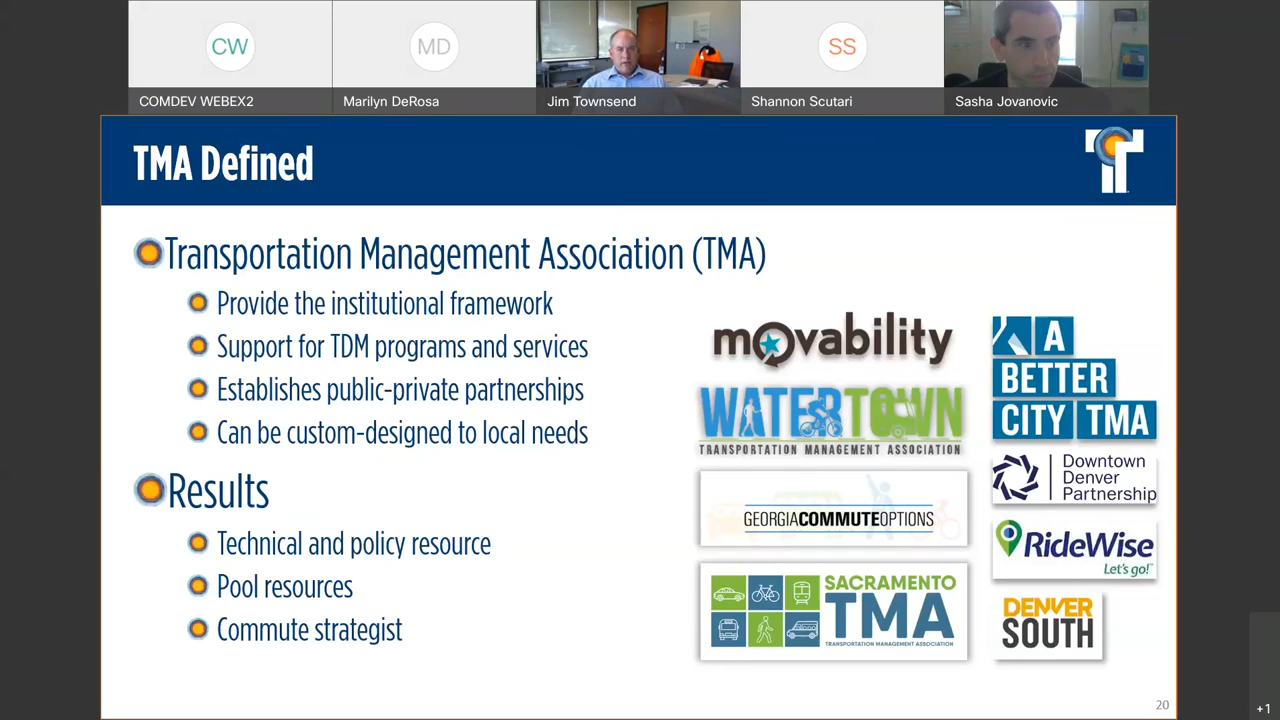 CW
MD
SS
COMDEV WEBEX2
Marilyn DeRosa
Jim Townsend
Shannon Scutari
Sasha Jovanovic
TMA Defined
T
Transportation Management Association (TMA)
Provide the institutional framework
Support for TDM programs and services
Establishes public-private partnerships
Can be custom-designed to local needs
Results
Technical and policy resource
Pool resources
Commute strategist
movability
WATERTOWN
TRANSPORTATION MANAGEMENT ASSOCIATION
GEORGIACOMMUTEOPTIONS
SACRAMENTO
TMA
TRANSPORTATION MANAGEMENT ASSOCIATION
A
BETTER
CITY TMA
Downtown
Denver
Partnership
RideWise
Let's go!
DENVER
SOUTH
20
+1